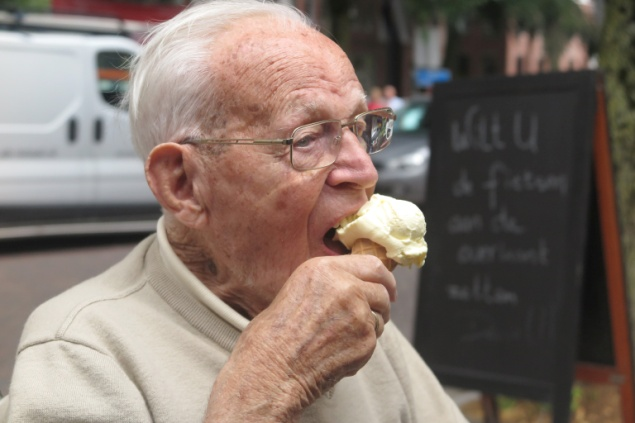 Wilt U
de fietsen
aan de
overkant
zetten